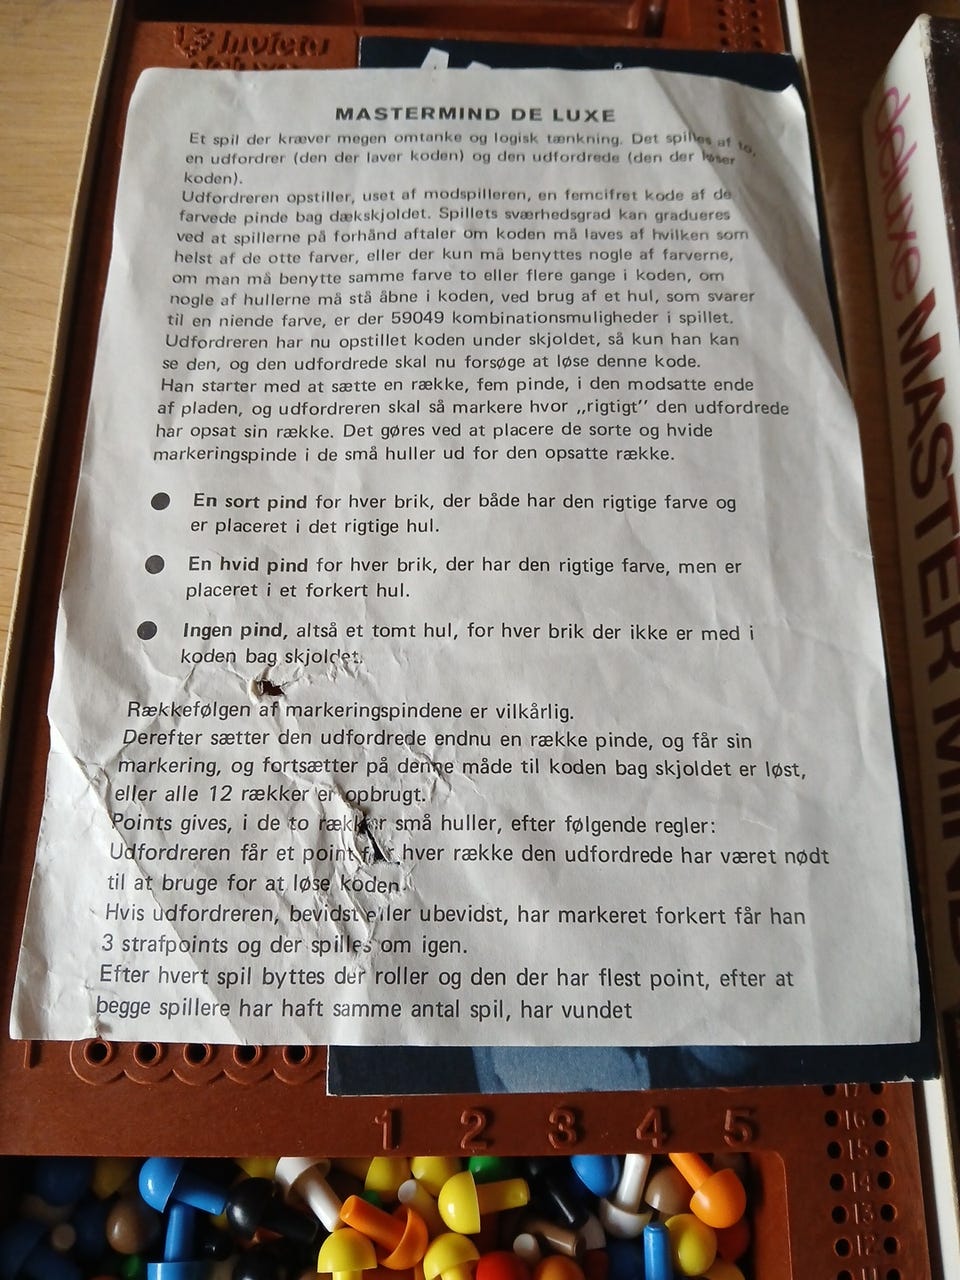 Invicta
deluxe
MASTERMIND DE LUXE
Et spil der kræver megen omtanke og logisk tænkning. Det spilles af to,
en udfordrer (den der laver koden) og den udfordrede (den der løser
koden).
Udfordreren opstiller, uset af modspilleren, en femcifret kode af de
farvede pinde bag dækskjoldet. Spillets sværhedsgrad kan gradueres
ved at spillerne på forhånd aftaler om koden må laves af hvilken som
helst af de otte farver, eller der kun må benyttes nogle af farverne,
om man må benytte samme farve to eller flere gange i koden, om
nogle af hullerne må stå åbne i koden, ved brug af et hul, som svarer
til en niende farve, er der 59049 kombinationsmuligheder i spillet.
Udfordreren har nu opstillet koden under skjoldet, så kun han kan
se den, og den udfordrede skal nu forsøge at løse denne kode.
Han starter med at sætte en række, fem pinde, i den modsatte ende
af pladen, og udfordreren skal så markere hvor „rigtigt” den udfordrede
har opsat sin række. Det gøres ved at placere de sorte og hvide
markeringspinde i de små huller ud for den opsatte række.
● En sort pind for hver brik, der både har den rigtige farve og
er placeret i det rigtige hul.
● En hvid pind for hver brik, der har den rigtige farve, men er
placeret i et forkert hul.
● Ingen pind, altså et tomt hul, for hver brik der ikke er med i
koden bag skjoldet.
Rækkefølgen af markeringspindene er vilkårlig.
Derefter sætter den udfordrede endnu en række pinde, og får sin
markering, og fortsætter på denne måde til koden bag skjoldet er løst,
eller alle 12 rækker er opbrugt.
Points gives, i de to rækker små huller, efter følgende regler:
Udfordreren får et point for hver række den udfordrede har været nødt
til at bruge for at løse koden.
Hvis udfordreren, bevidst eller ubevidst, har markeret forkert får han
3 strafpoints og der spilles om igen.
Efter hvert spil byttes der roller og den der har flest point, efter at
begge spillere har haft samme antal spil, har vundet
1 2 3 4 5
17
16
15
14
13
12
deluxe MASTER MIND